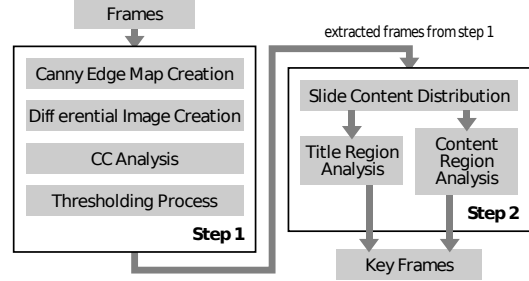 Frames
Canny Edge Map Creation
Differential Image Creation
CC Analysis
Thresholding Process
Step 1
extracted frames from step 1
Slide Content Distribution
Title Region
Analysis
Content
Region
Analysis
Step 2
Key Frames